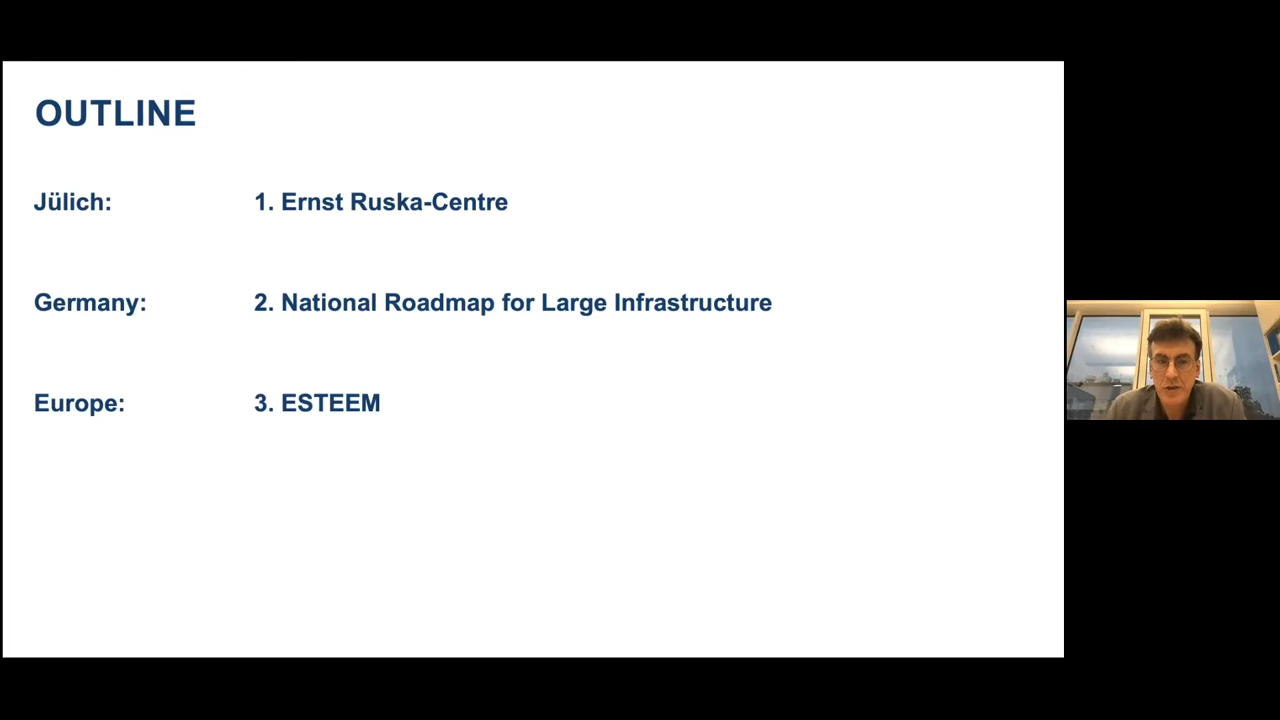 OUTLINE
Jülich: 1. Ernst Ruska-Centre
Germany: 2. National Roadmap for Large Infrastructure
Europe: 3. ESTEEM